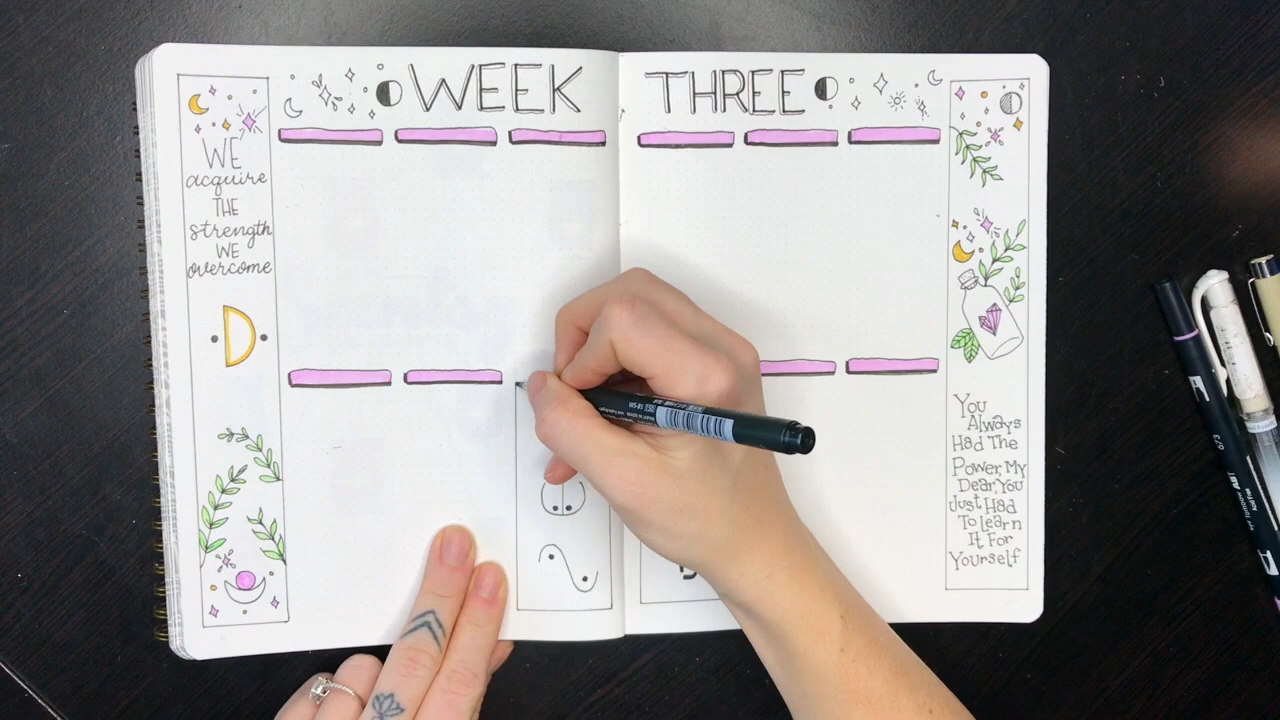 WEEK THREE
WE
acquire
THE
strength
WE
overcome
D
You
Always
Had The
Power, My
Dear, You
Just Had
To Learn
It For
Yourself